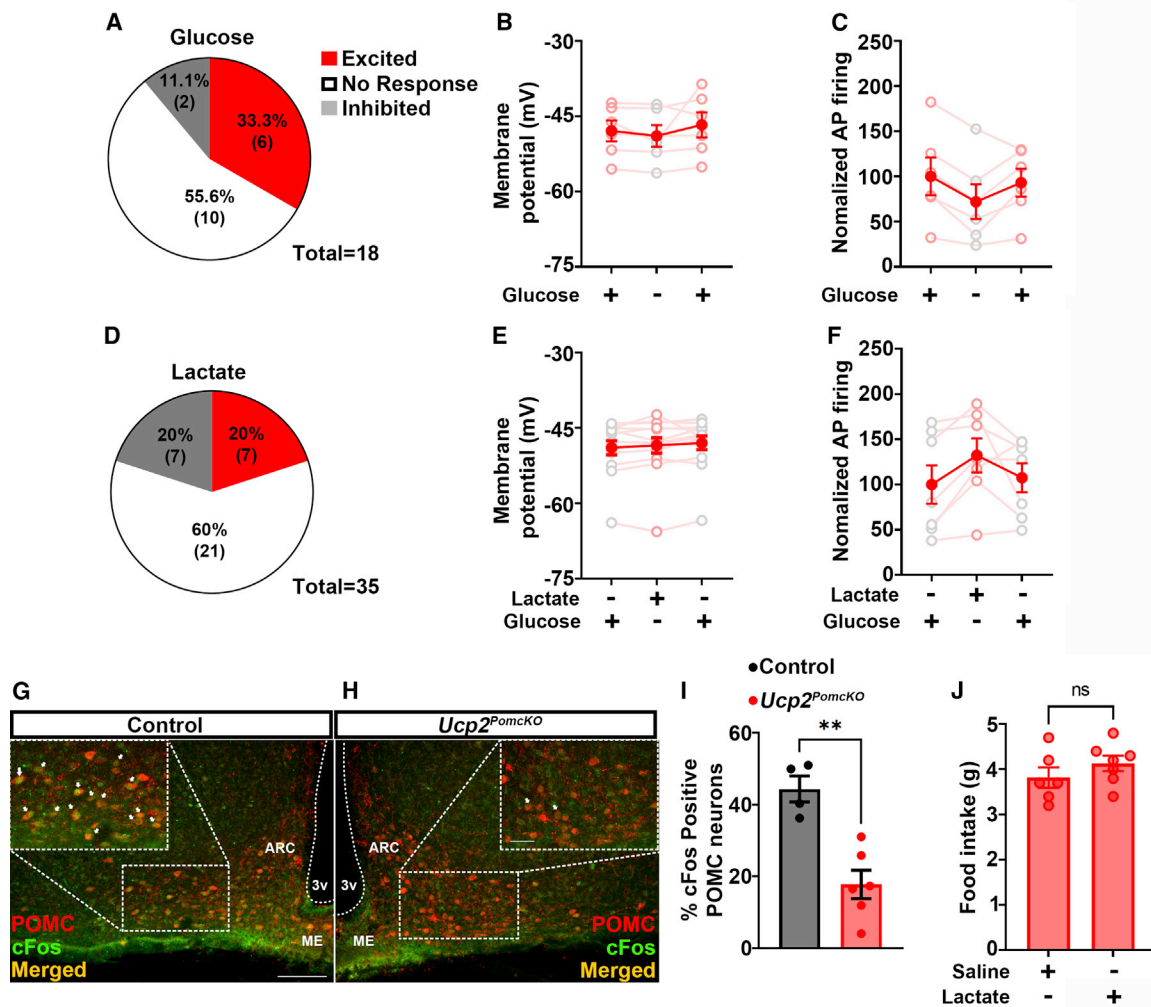 A
Glucose
11.1%
(2)
33.3%
(6)
55.6%
(10)
Total=18
Excited
No Response
Inhibited
B
Membrane
potential (mV)
-30
-45
-60
-75
Glucose + - +
C
Nomalized AP firing
250
200
150
100
50
0
Glucose + - +
D
Lactate
20%
(7)
20%
(7)
60%
(21)
Total=35
E
Membrane
potential (mV)
-30
-45
-60
-75
Lactate - + -
Glucose + - +
F
Nomalized AP firing
250
200
150
100
50
0
Lactate - + -
Glucose + - +
G
Control
ARC
3v
ME
POMC
cFos
Merged
H
Ucp2PomcKO
ARC
3v
ME
POMC
cFos
Merged
I
Control
Ucp2PomcKO
**
% cFos Positive
POMC neurons
60
40
20
0
J
ns
Food intake (g)
5
4
3
2
1
0
Saline + -
Lactate - +